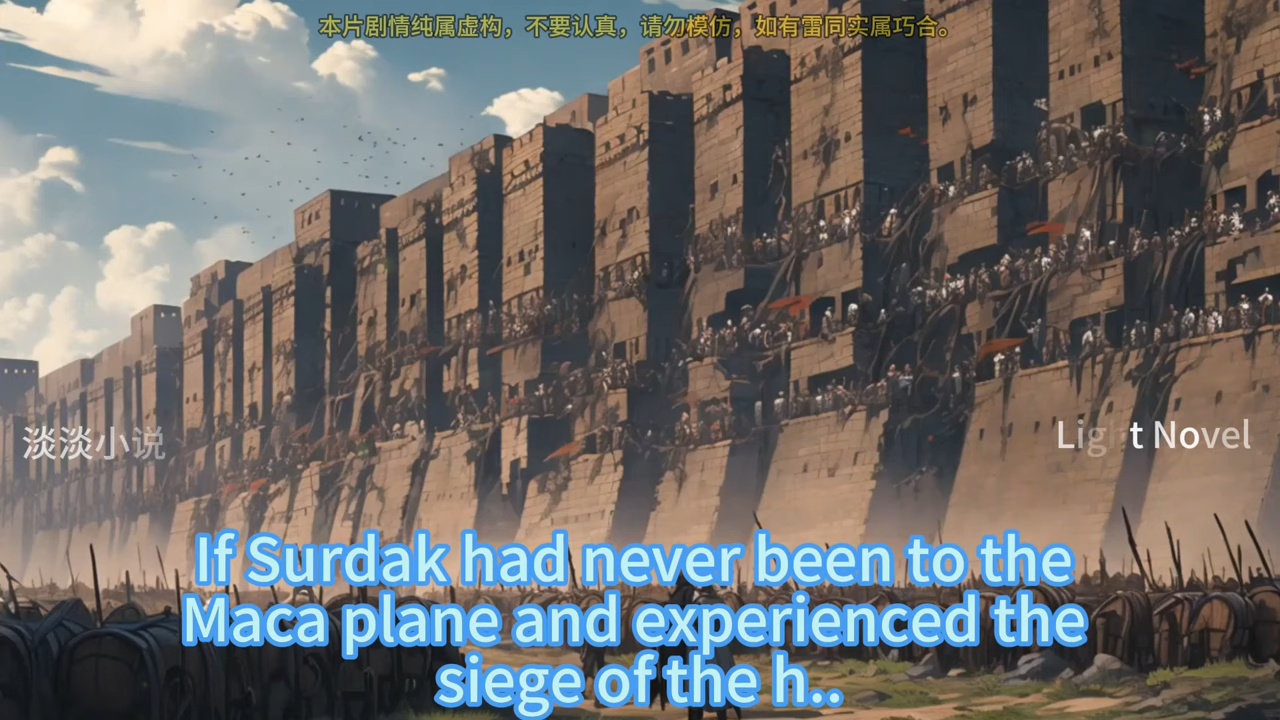 本片剧情纯属虚构，不要认真，请勿模仿，如有雷同实属巧合。
淡淡小说
Light Novel
If Surdak had never been to the
Maca plane and experienced the
siege of the h..